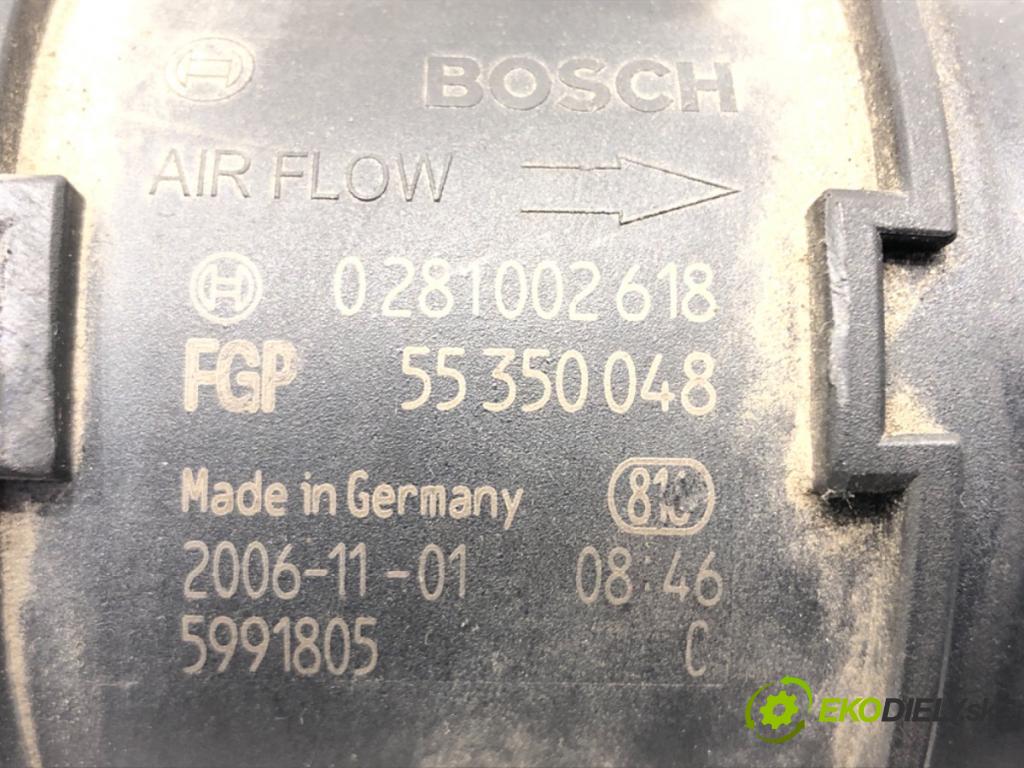 BOSCH
AIR FLOW
0 281 002 618
FGP 55 350 048
Made in Germany
2006-11-01 08:46
5991805 C
EKODIELY.sk